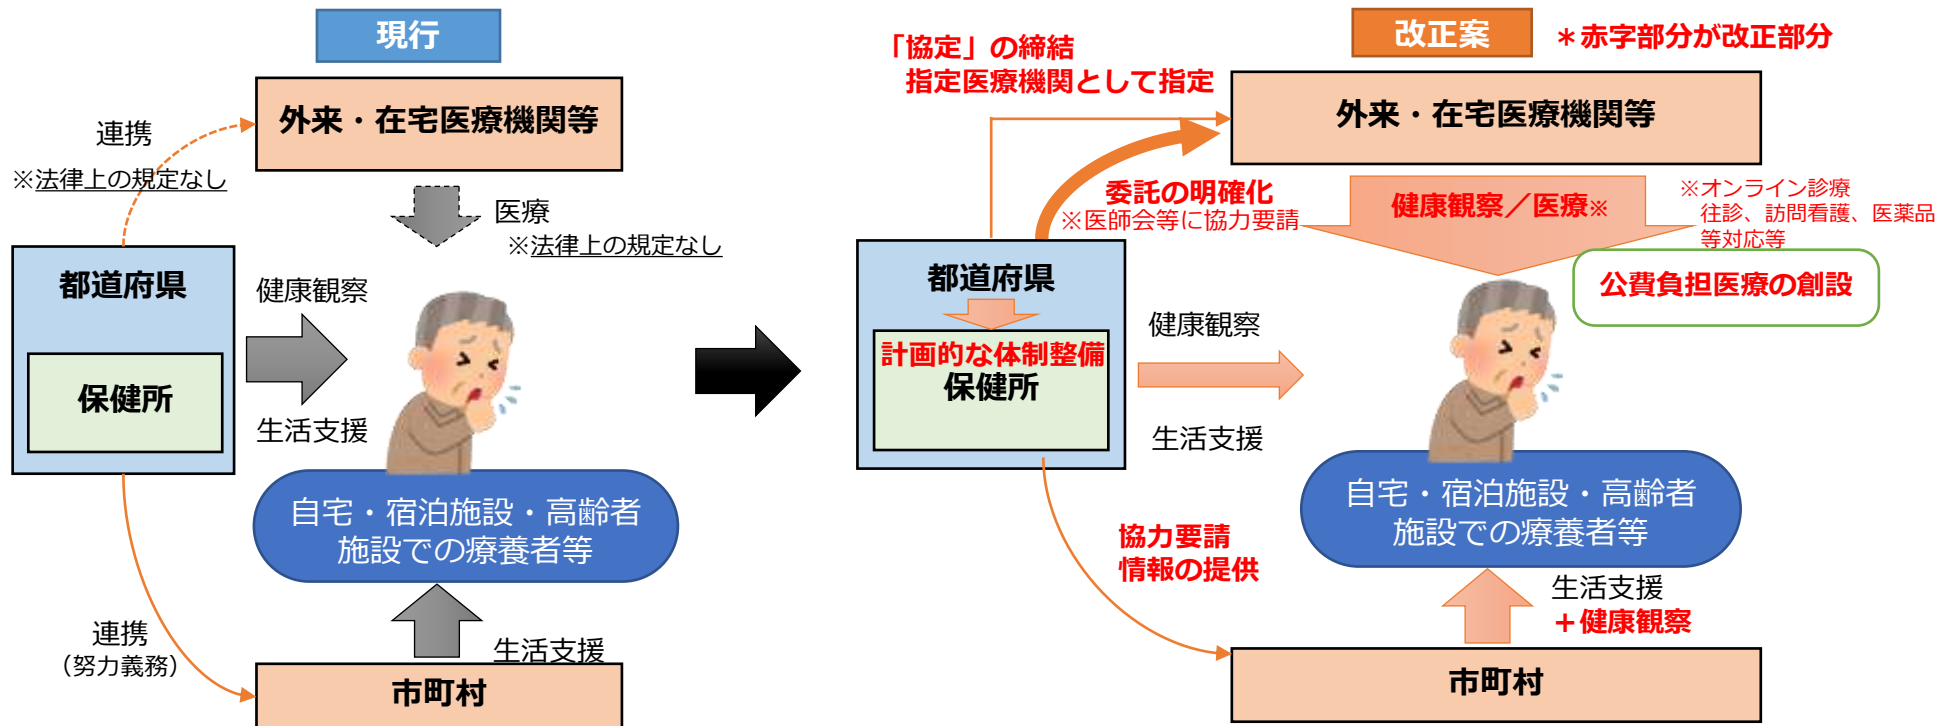 現行
外来・在宅医療機関等
連携
※法律上の規定なし
医療
※法律上の規定なし
都道府県
保健所
健康観察
生活支援
自宅・宿泊施設・高齢者
施設での療養者等
連携
（努力義務）
生活支援
市町村
改正案
＊赤字部分が改正部分
「協定」の締結
指定医療機関として指定
外来・在宅医療機関等
委託の明確化
※医師会等に協力要請
健康観察／医療※
※オンライン診療
往診、訪問看護、医薬品
等対応等
公費負担医療の創設
都道府県
計画的な体制整備
保健所
健康観察
生活支援
自宅・宿泊施設・高齢者
施設での療養者等
協力要請
情報の提供
生活支援
＋健康観察
市町村